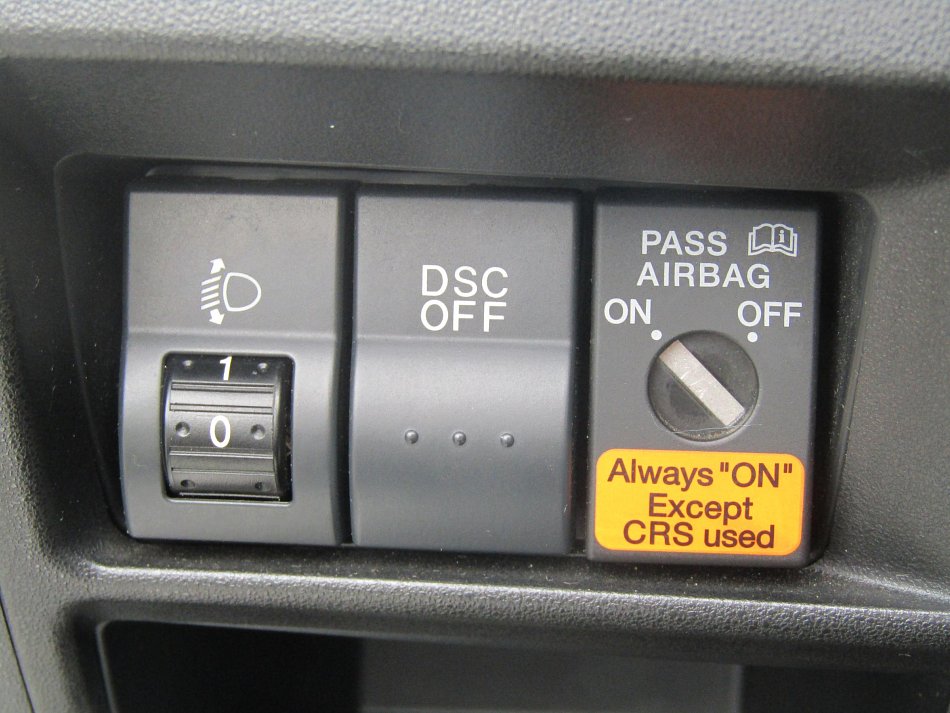 1
0
DSC
OFF
PASS
AIRBAG
ON OFF
Always "ON"
Except
CRS used